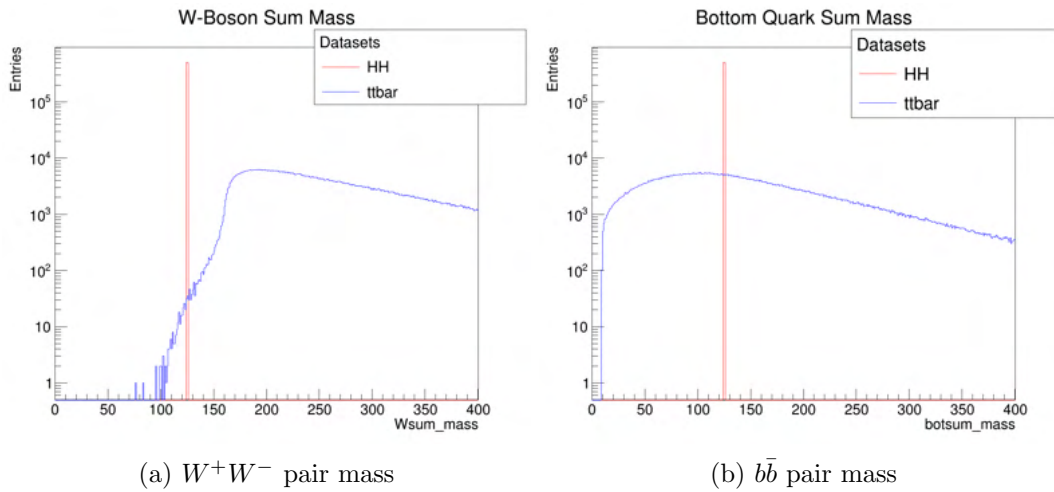 W-Boson Sum Mass
Entries
Datasets
HH
ttbar
10^5
10^4
10^3
10^2
10
1
0 50 100 150 200 250 300 350 400
Wsum_mass
(a) W^+W^- pair mass
Bottom Quark Sum Mass
Entries
Datasets
HH
ttbar
10^5
10^4
10^3
10^2
10
1
0 50 100 150 200 250 300 350 400
botsum_mass
(b) b\bar{b} pair mass